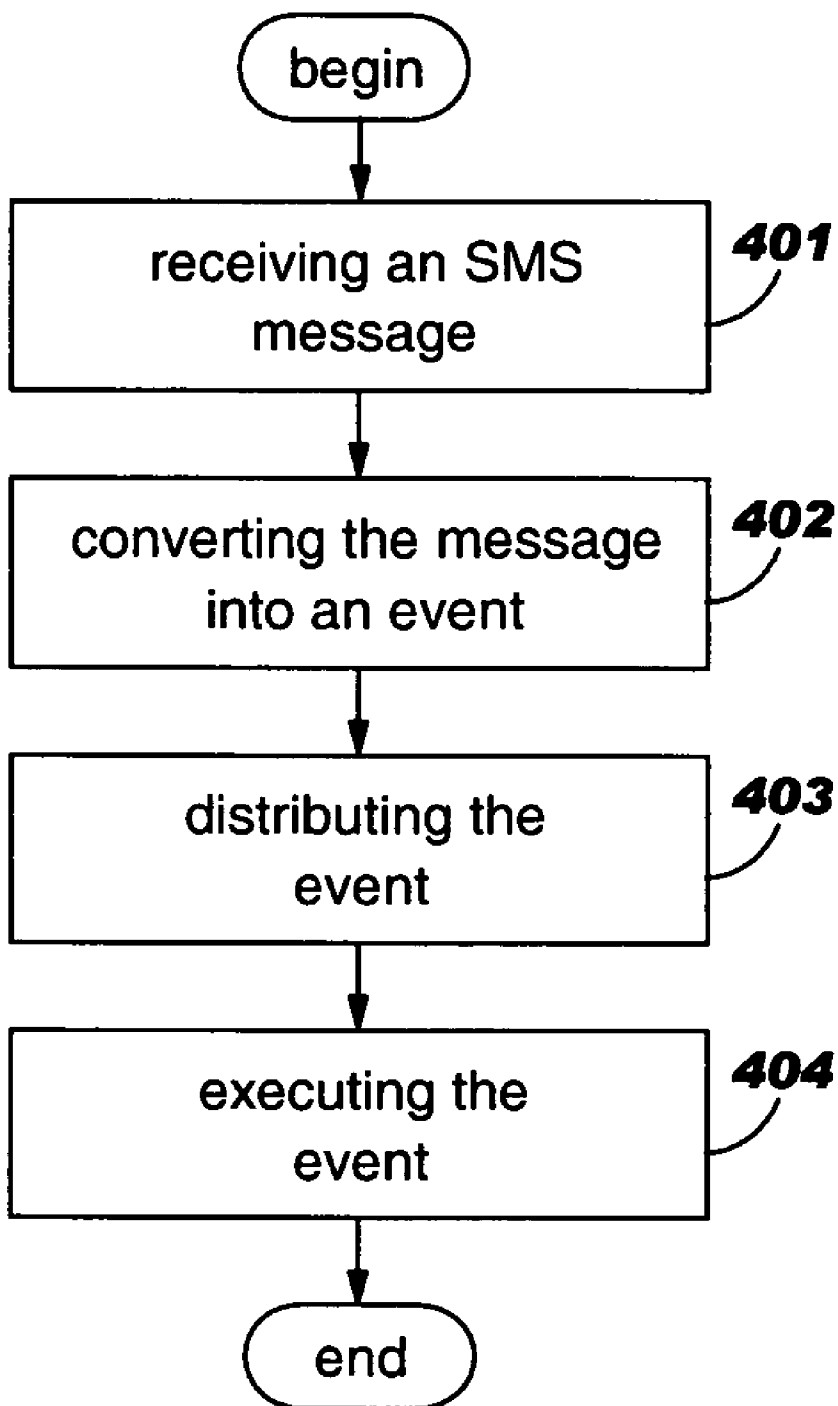 begin
receiving an SMS
message
401
converting the message
into an event
402
distributing the
event
403
executing the
event
404
end